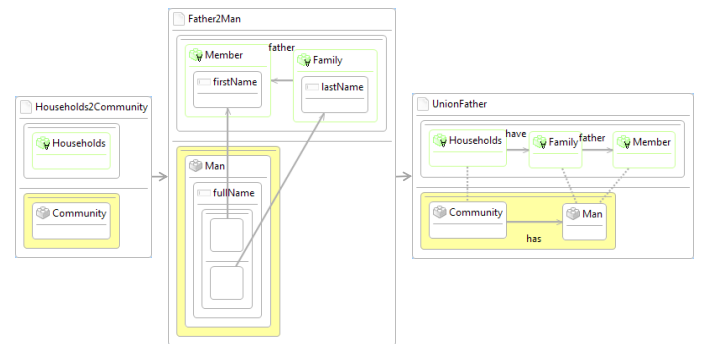 Households2Community
Households
Community
Father2Man
Member
father
Family
firstName
lastName
Man
fullName
UnionFather
Households
have
Family
father
Member
Community
has
Man